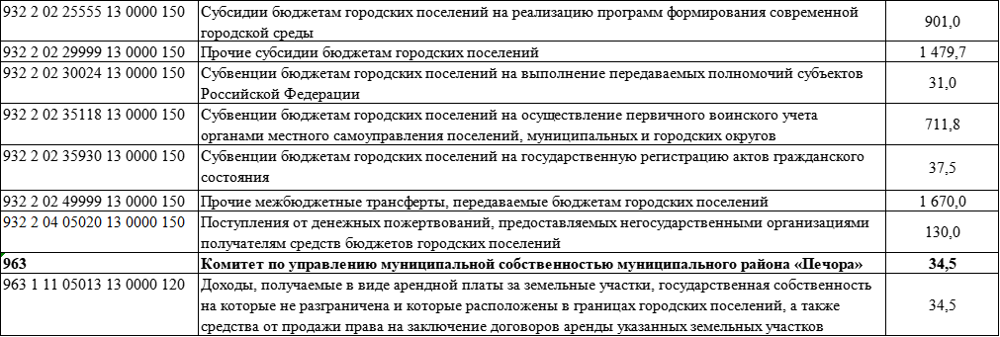 932 2 02 25555 13 0000 150 Субсидии бюджетам городских поселений на реализацию программ формирования современной
городской среды 901,0
932 2 02 29999 13 0000 150 Прочие субсидии бюджетам городских поселений 1 479,7
932 2 02 30024 13 0000 150 Субвенции бюджетам городских поселений на выполнение передаваемых полномочий субъектов
Российской Федерации 31,0
932 2 02 35118 13 0000 150 Субвенции бюджетам городских поселений на осуществление первичного воинского учета
органами местного самоуправления поселений, муниципальных и городских округов 711,8
932 2 02 35930 13 0000 150 Субвенции бюджетам городских поселений на государственную регистрацию актов гражданского
состояния 37,5
932 2 02 49999 13 0000 150 Прочие межбюджетные трансферты, передаваемые бюджетам городских поселений 1 670,0
932 2 04 05020 13 0000 150 Поступления от денежных пожертвований, предоставляемых негосударственными организациями
получателям средств бюджетов городских поселений 130,0
963 Комитет по управлению муниципальной собственностью муниципального района «Печора» 34,5
963 1 11 05013 13 0000 120 Доходы, получаемые в виде арендной платы за земельные участки, государственная собственность
на которые не разграничена и которые расположены в границах городских поселений, а также 34,5
средства от продажи права на заключение договоров аренды указанных земельных участков